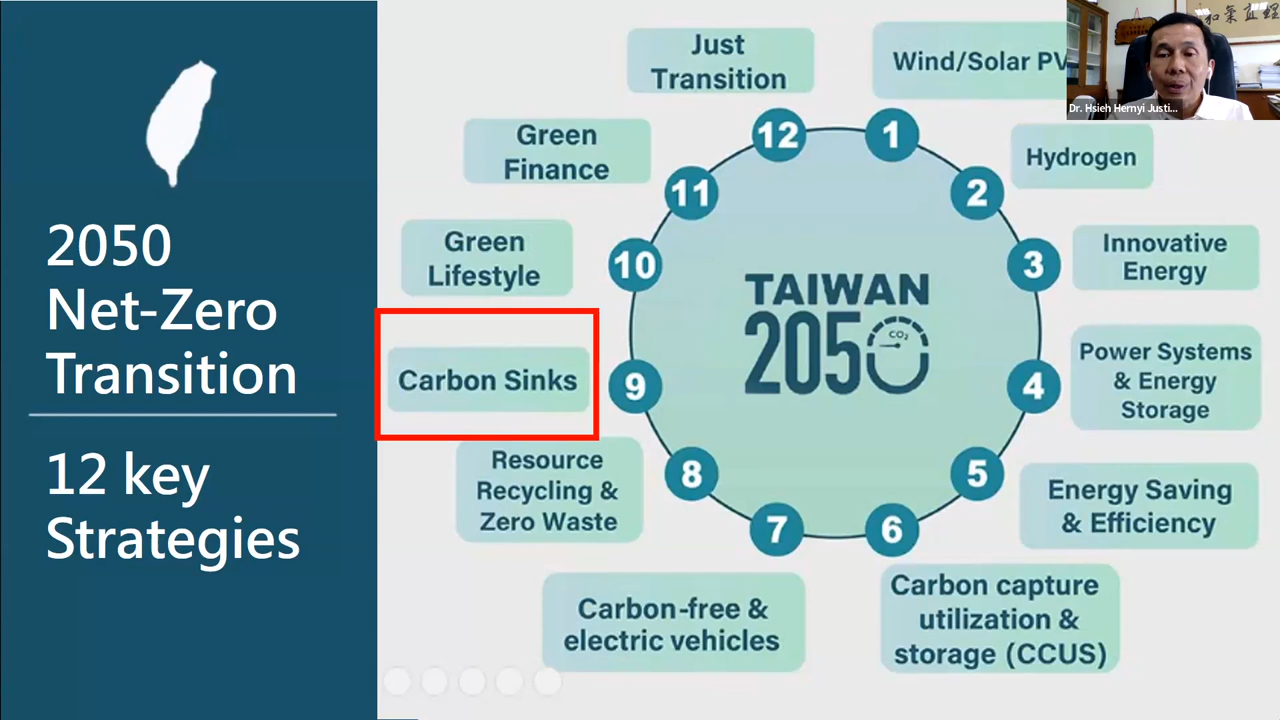 2050
Net-Zero
Transition
12 key
Strategies
Just
Transition
Wind/Solar PV
Green
Finance
Hydrogen
Green
Lifestyle
Innovative
Energy
Carbon Sinks
Power Systems
& Energy
Storage
Resource
Recycling &
Zero Waste
Energy Saving
& Efficiency
Carbon-free &
electric vehicles
Carbon capture
utilization &
storage (CCUS)
12
1
11
2
10
3
9
4
8
5
7
6
TAIWAN
2050
CO2
Dr. Hsieh Hernyi Justi...